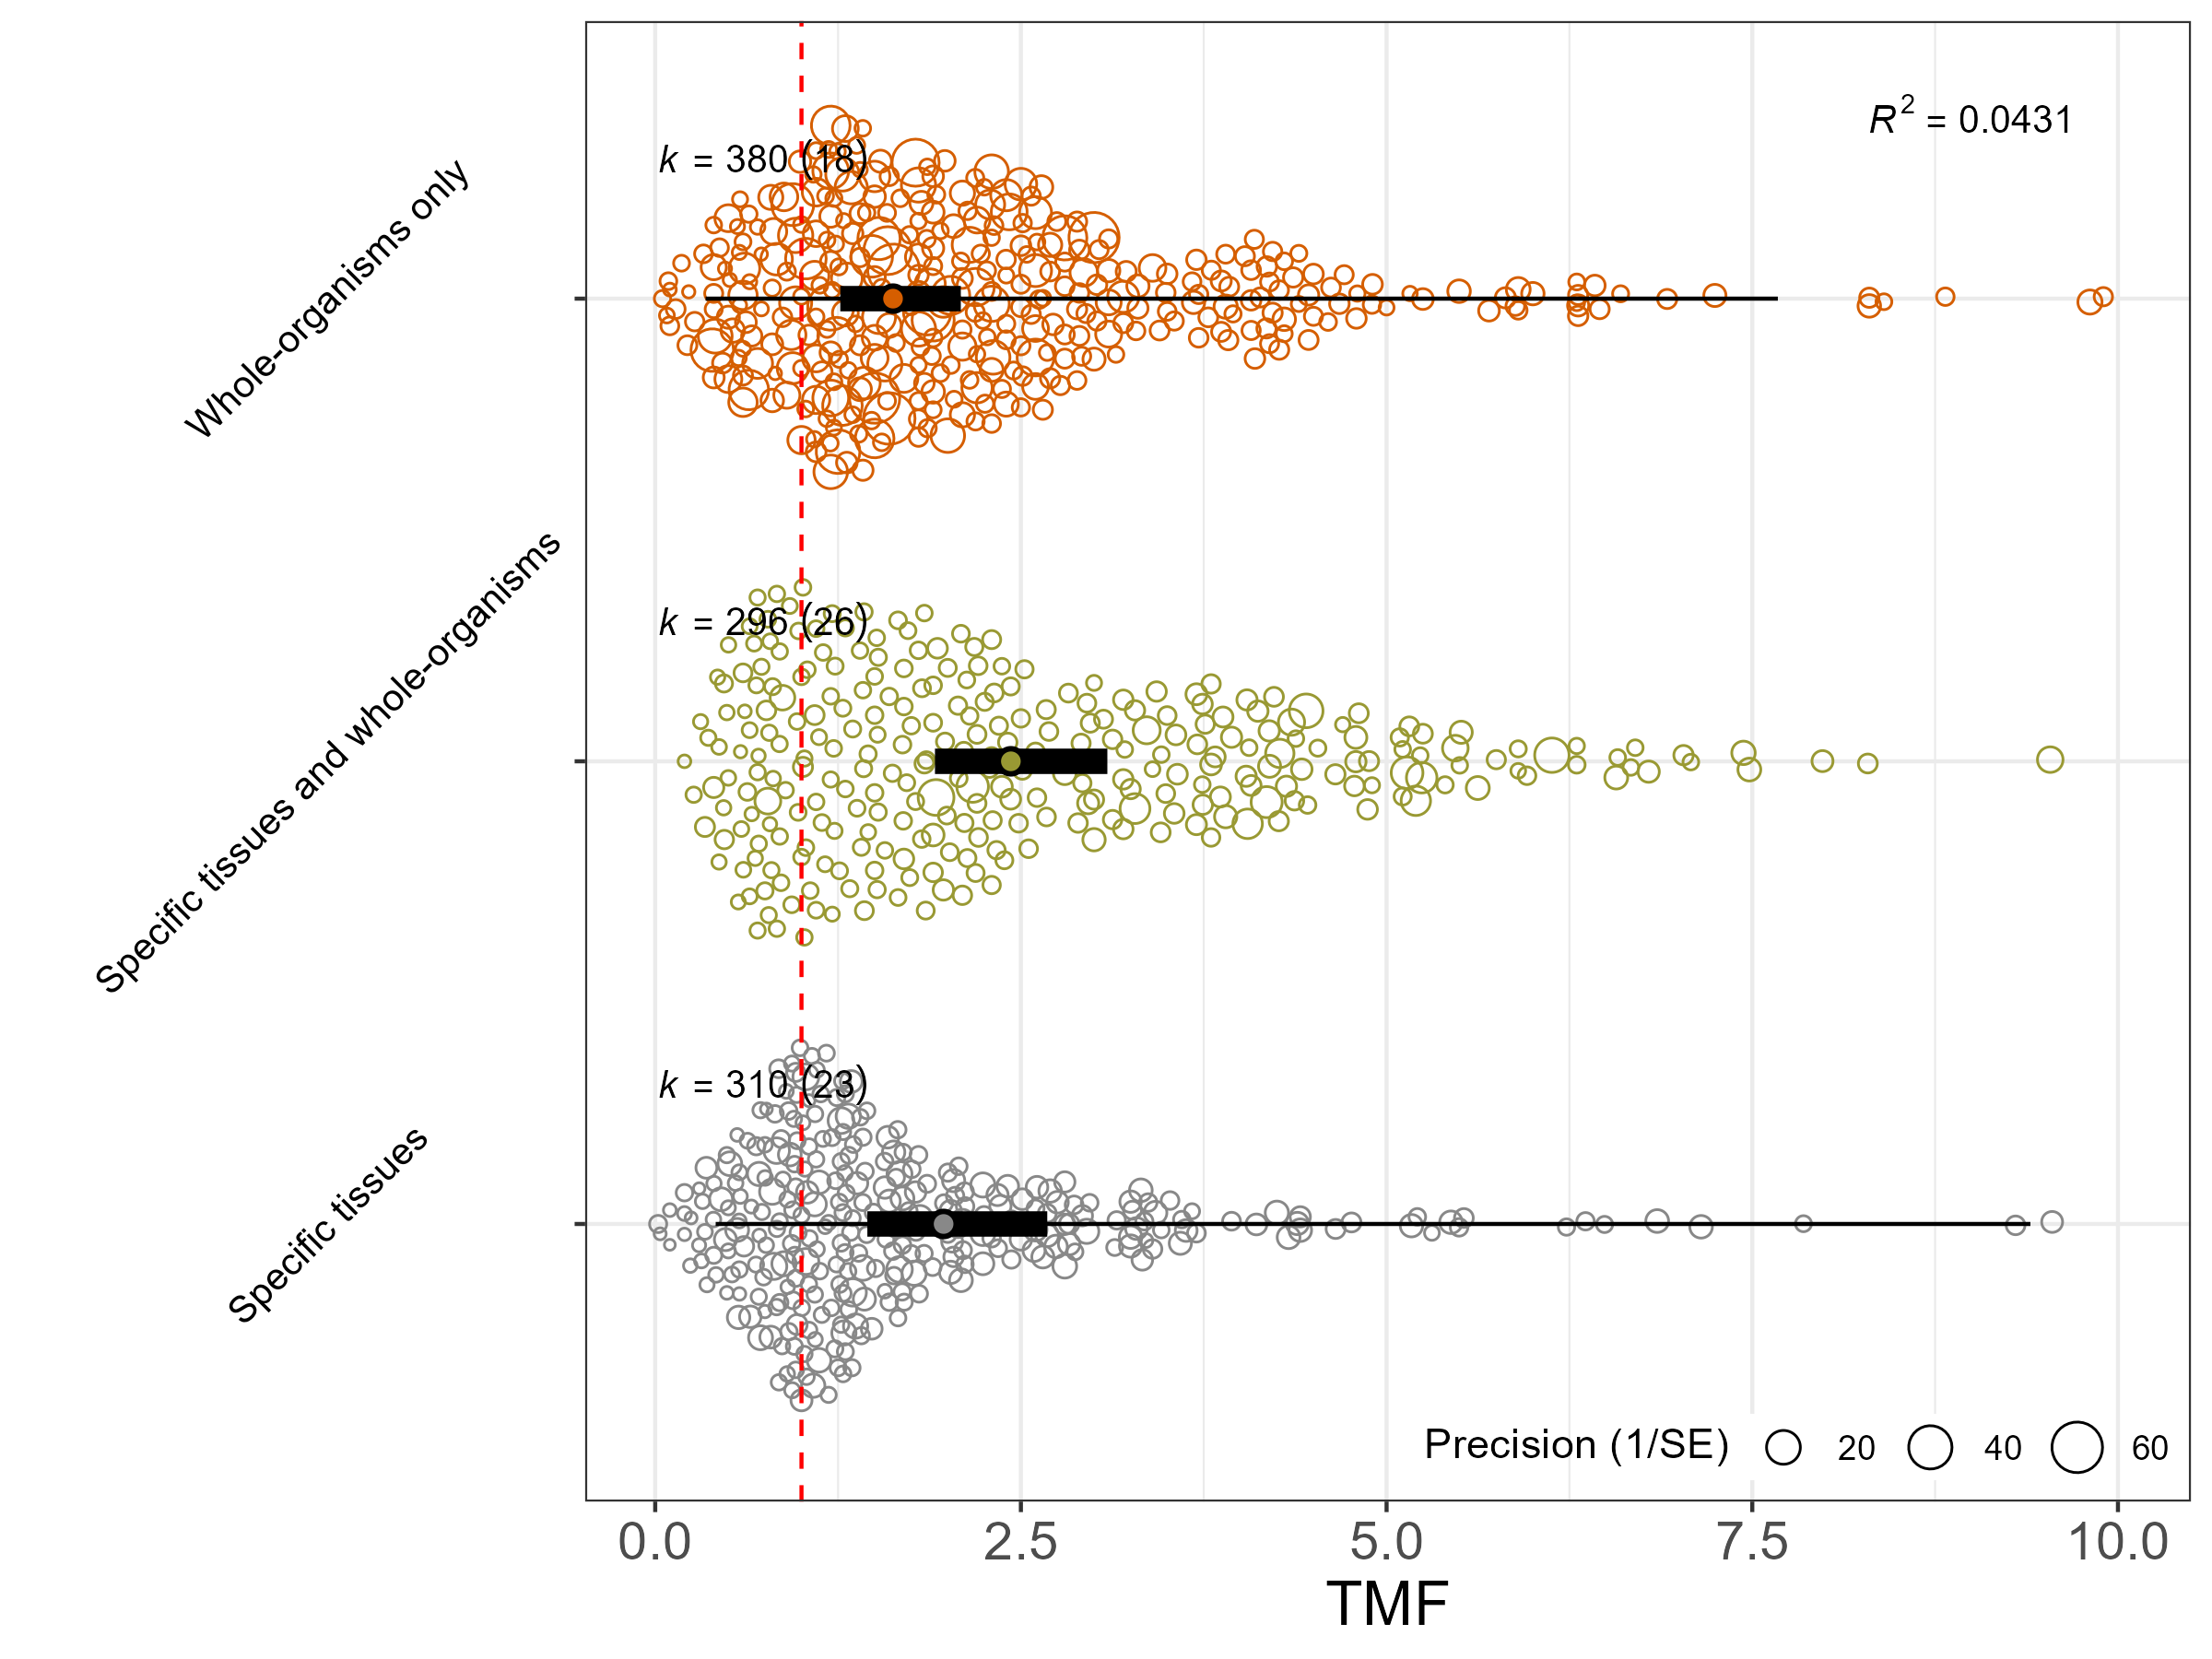 R² = 0.0431
Whole-organisms only
k = 380 (18)
Specific tissues and whole-organisms
k = 296 (26)
Specific tissues
k = 310 (23)
Precision (1/SE) 20 40 60
0.0 2.5 5.0 7.5 10.0
TMF